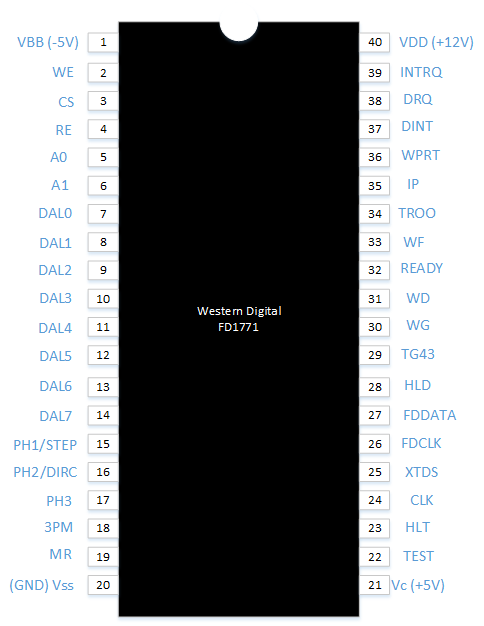 VBB (-5V) 1 40 VDD (+12V)
WE 2 39 INTRQ
CS 3 38 DRQ
RE 4 37 DINT
A0 5 36 WPRT
A1 6 35 IP
DAL0 7 34 TROO
DAL1 8 33 WF
DAL2 9 32 READY
DAL3 10 31 WD
Western Digital
FD1771
DAL4 11 30 WG
DAL5 12 29 TG43
DAL6 13 28 HLD
DAL7 14 27 FDDATA
PH1/STEP 15 26 FDCLK
PH2/DIRC 16 25 XTDS
PH3 17 24 CLK
3PM 18 23 HLT
MR 19 22 TEST
(GND) Vss 20 21 Vc (+5V)